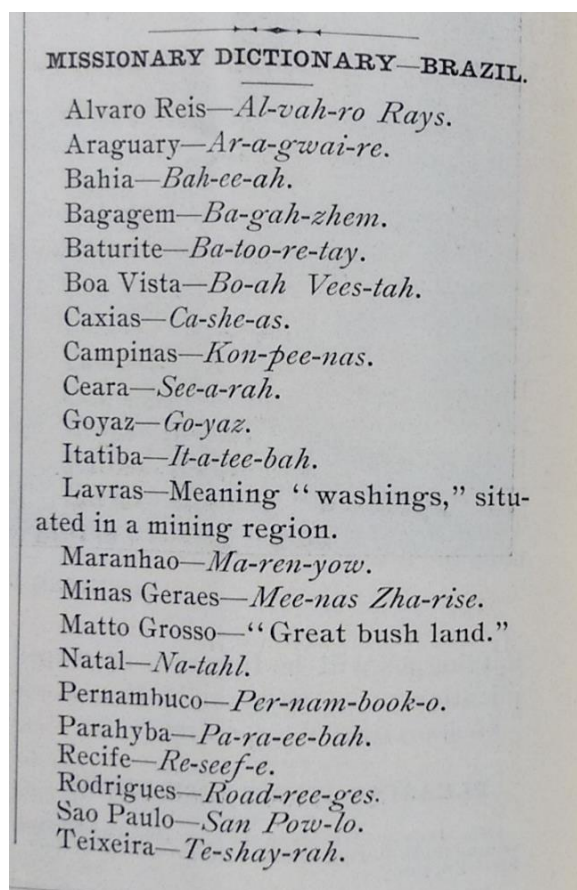 MISSIONARY DICTIONARY—BRAZIL.
Alvaro Reis—Al-vah-ro Rays.
Araguary—Ar-a-gwai-re.
Bahia—Bah-ee-ah.
Bagagem—Ba-gah-zhem.
Baturite—Ba-too-re-tay.
Boa Vista—Bo-ah Vees-tah.
Caxias—Ca-she-as.
Campinas—Kon-pee-nas.
Ceara—See-a-rah.
Goyaz—Go-yaz.
Itatiba—It-a-tee-bah.
Lavras—Meaning “washings,” situ-
ated in a mining region.
Maranhao—Ma-ren-yow.
Minas Geraes—Mee-nas Zha-rise.
Matto Grosso—“Great bush land.”
Natal—Na-tahl.
Pernambuco—Per-nam-book-o.
Parahyba—Pa-ra-ee-bah.
Recife—Re-seef-e.
Rodrigues—Road-ree-ges.
Sao Paulo—San Pow-lo.
Teixeira—Te-shay-rah.